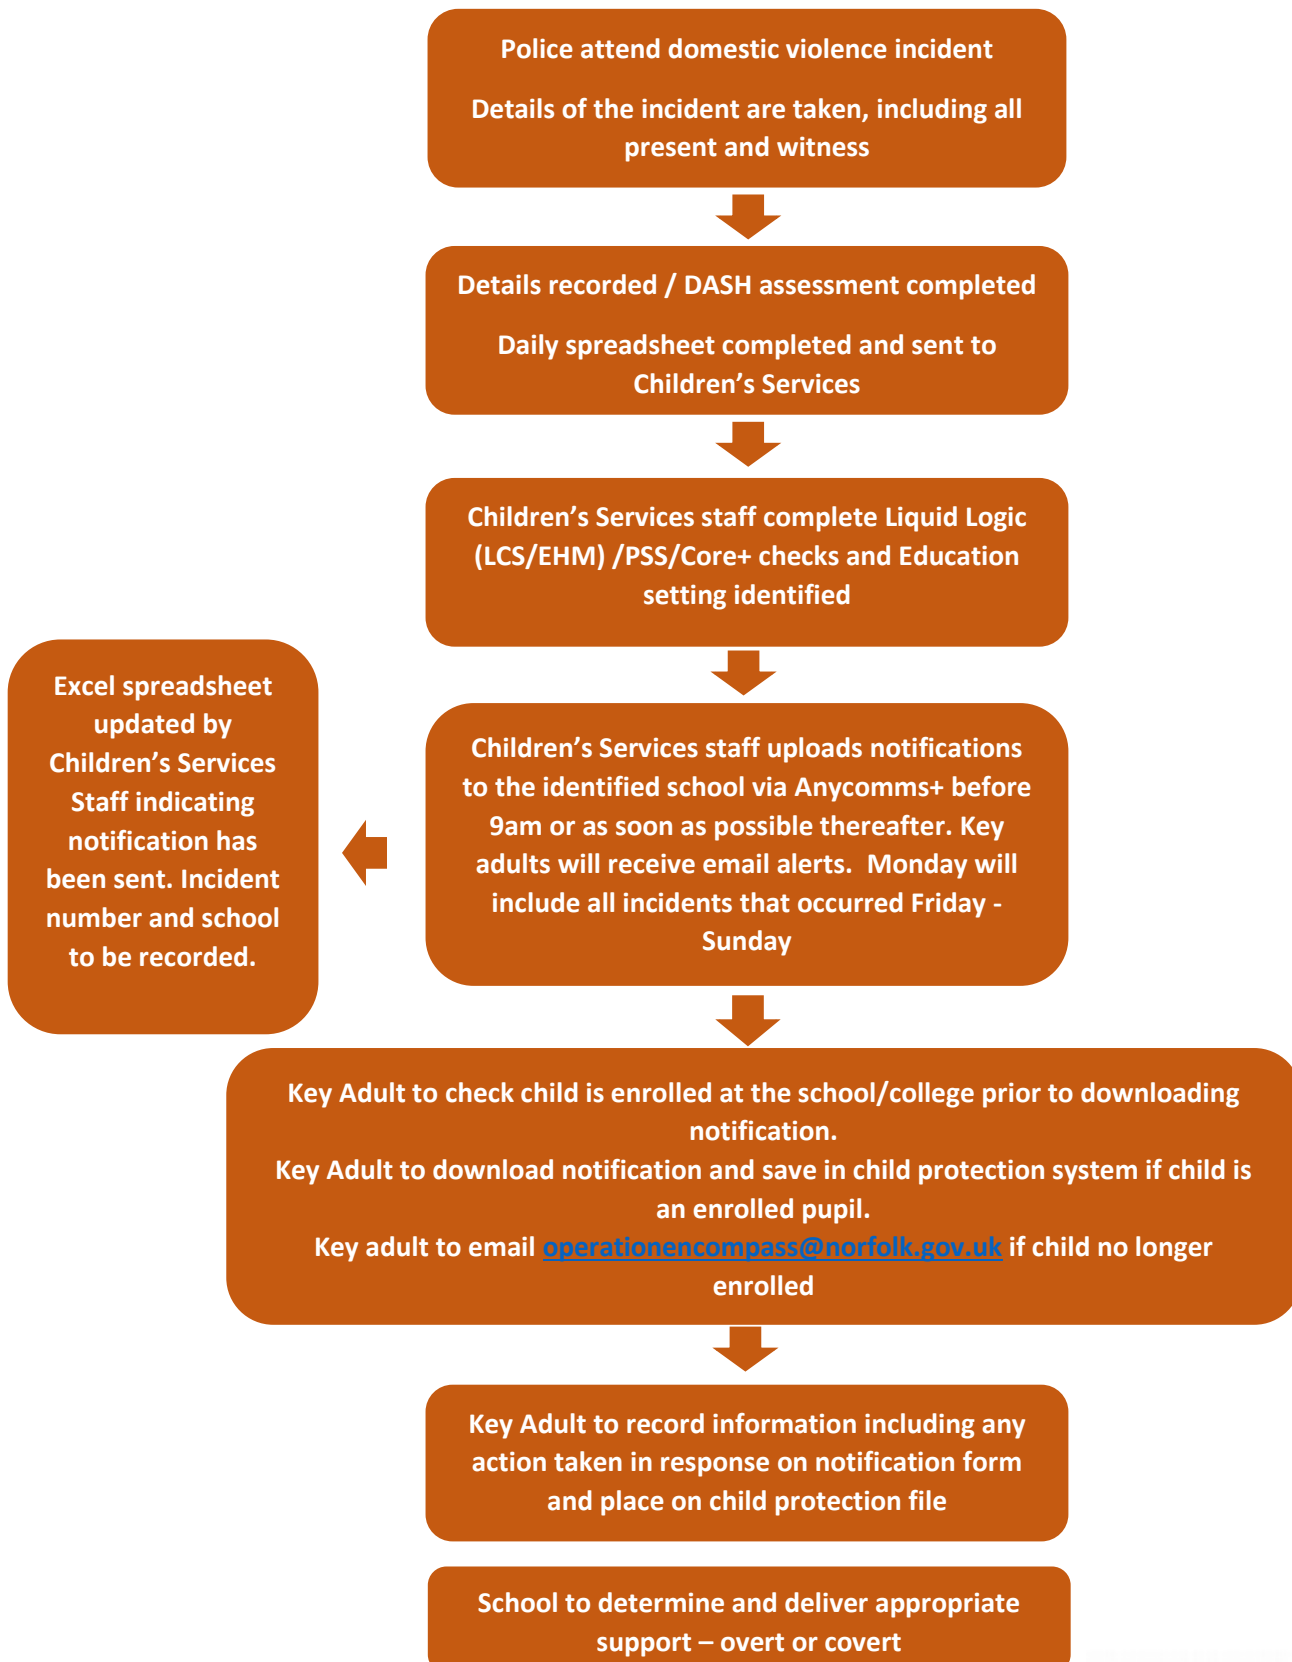 Police attend domestic violence incident
Details of the incident are taken, including all
present and witness
Details recorded / DASH assessment completed
Daily spreadsheet completed and sent to
Children’s Services
Children’s Services staff complete Liquid Logic
(LCS/EHM) /PSS/Core+ checks and Education
setting identified
Children’s Services staff uploads notifications
to the identified school via Anycomms+ before
9am or as soon as possible thereafter. Key
adults will receive email alerts.  Monday will
include all incidents that occurred Friday -
Sunday
Excel spreadsheet
updated by
Children’s Services
Staff indicating
notification has
been sent. Incident
number and school
to be recorded.
Key Adult to check child is enrolled at the school/college prior to downloading
notification.
Key Adult to download notification and save in child protection system if child is
an enrolled pupil.
Key adult to email operationencompass@norfolk.gov.uk if child no longer
enrolled
Key Adult to record information including any
action taken in response on notification form
and place on child protection file
School to determine and deliver appropriate
support – overt or covert